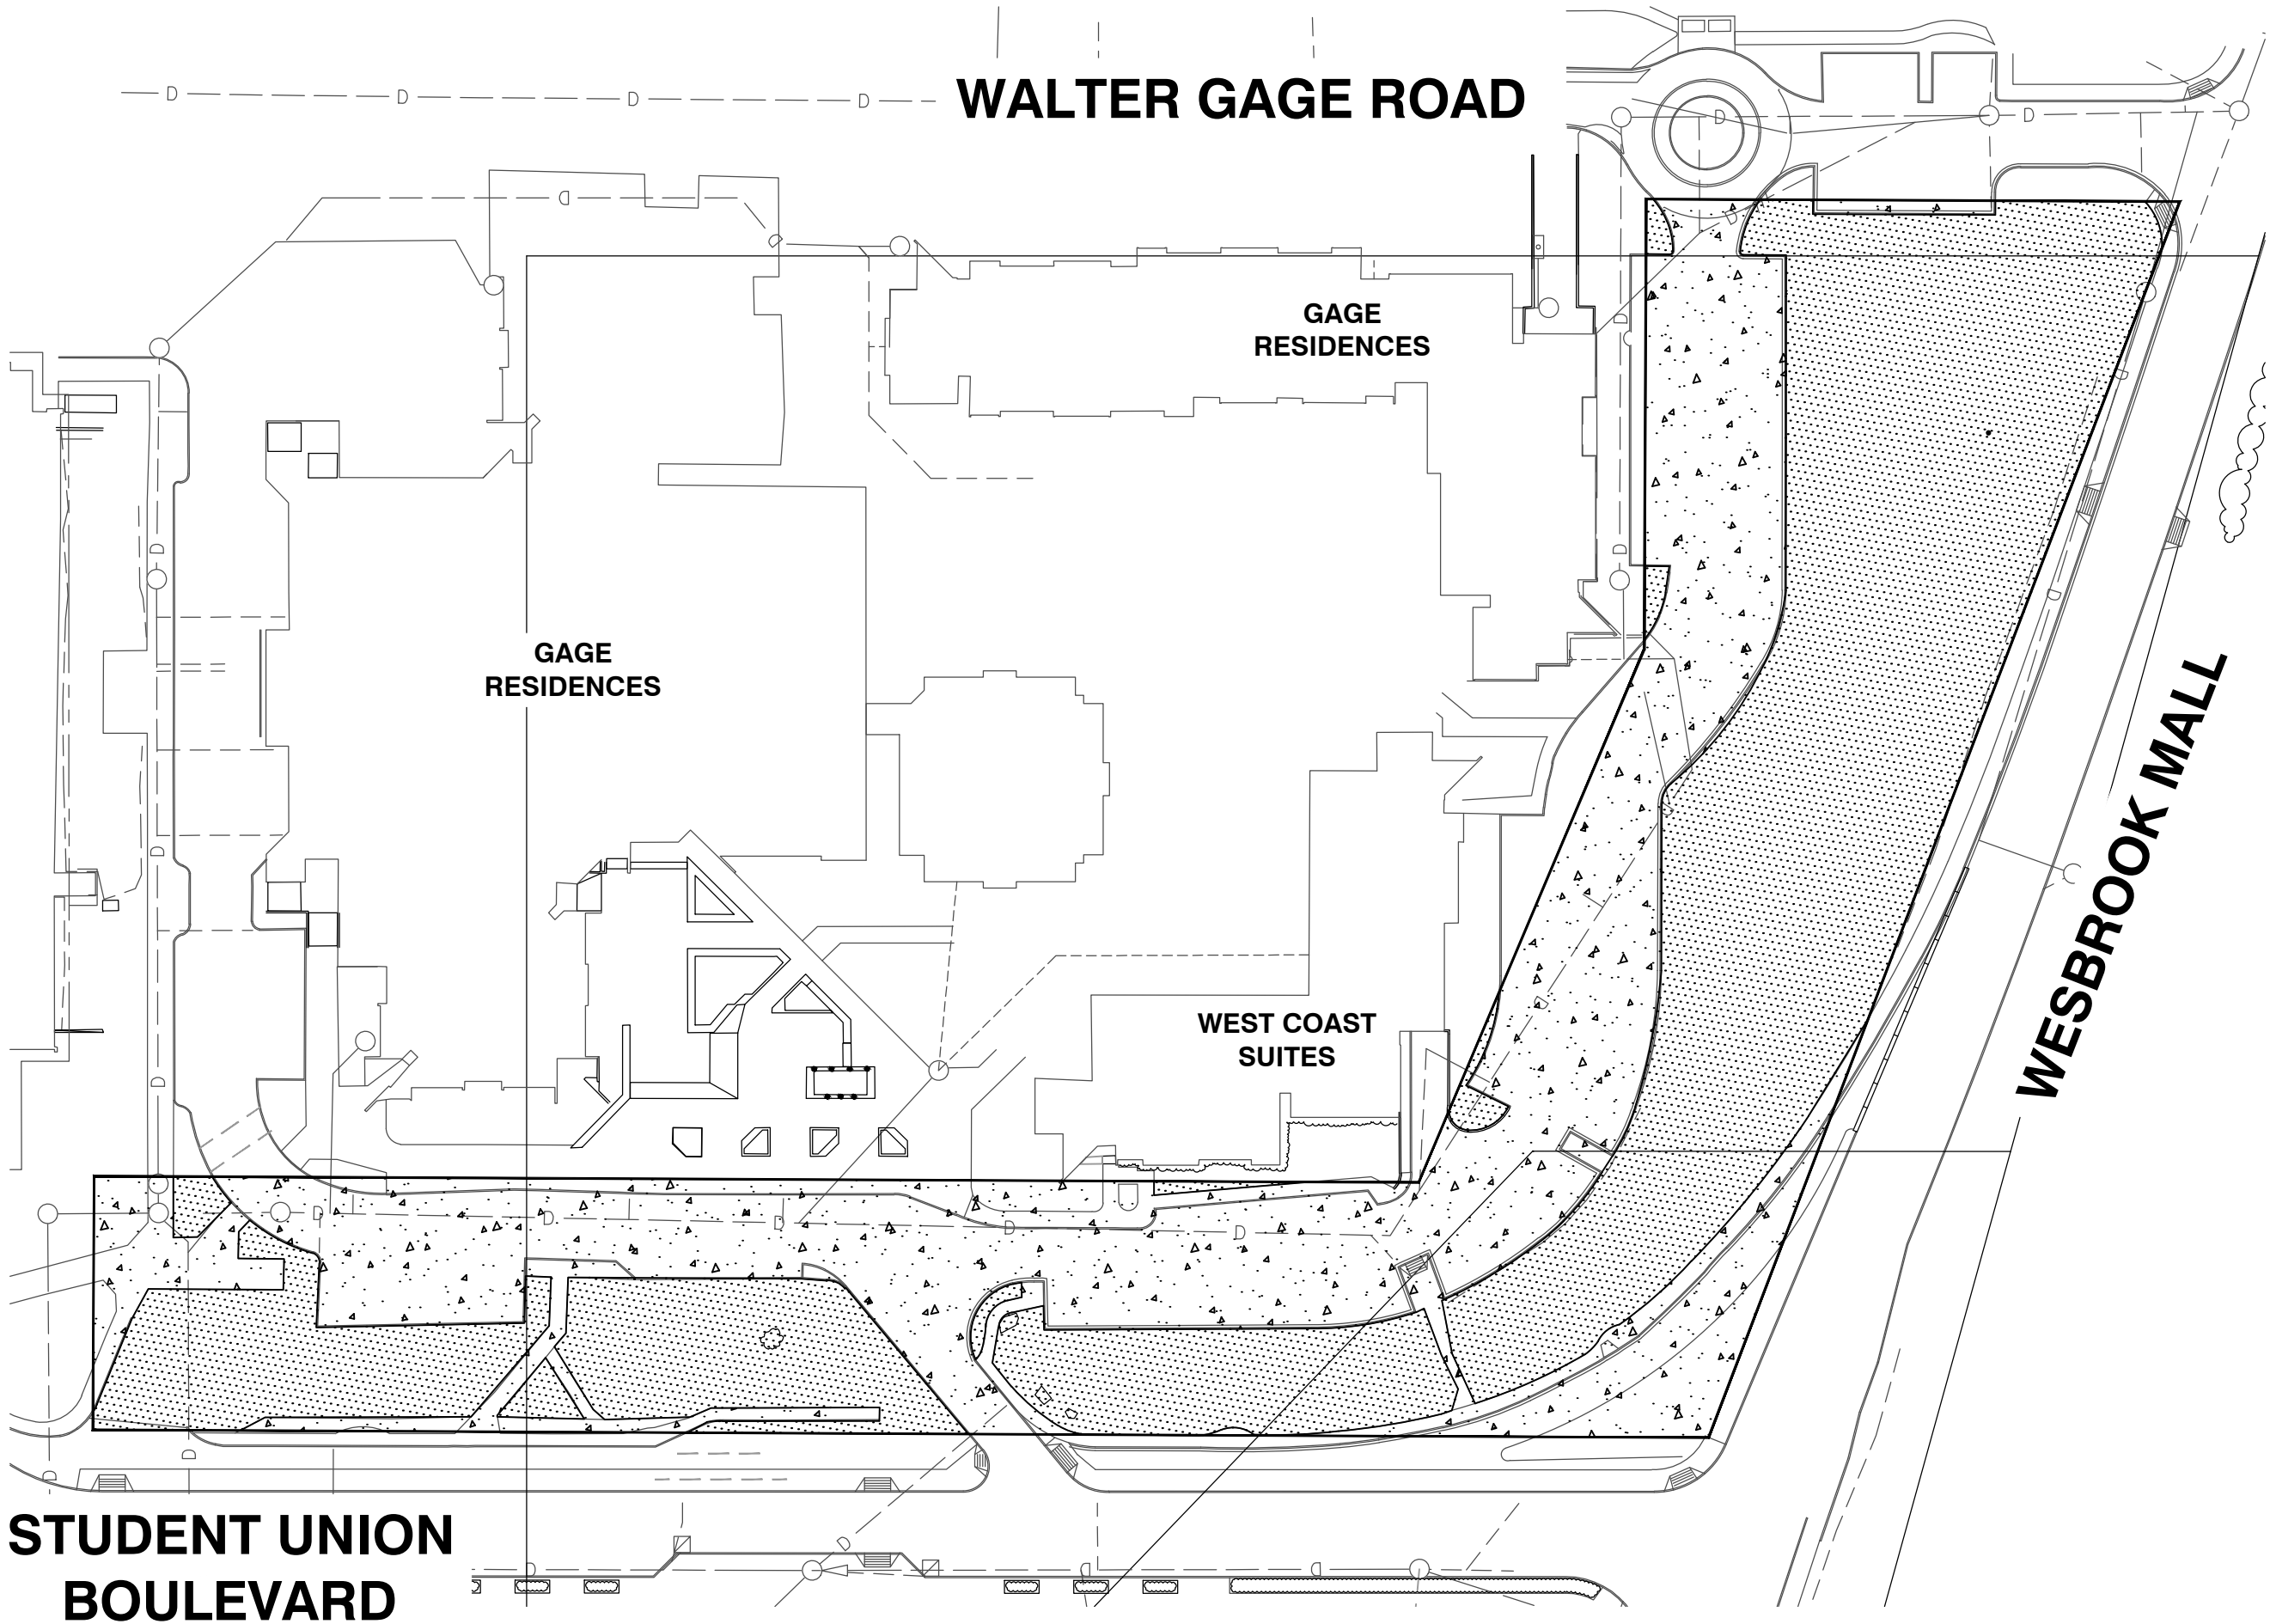 WALTER GAGE ROAD
GAGE
RESIDENCES
GAGE
RESIDENCES
WEST COAST
SUITES
WESBROOK MALL
STUDENT UNION
BOULEVARD